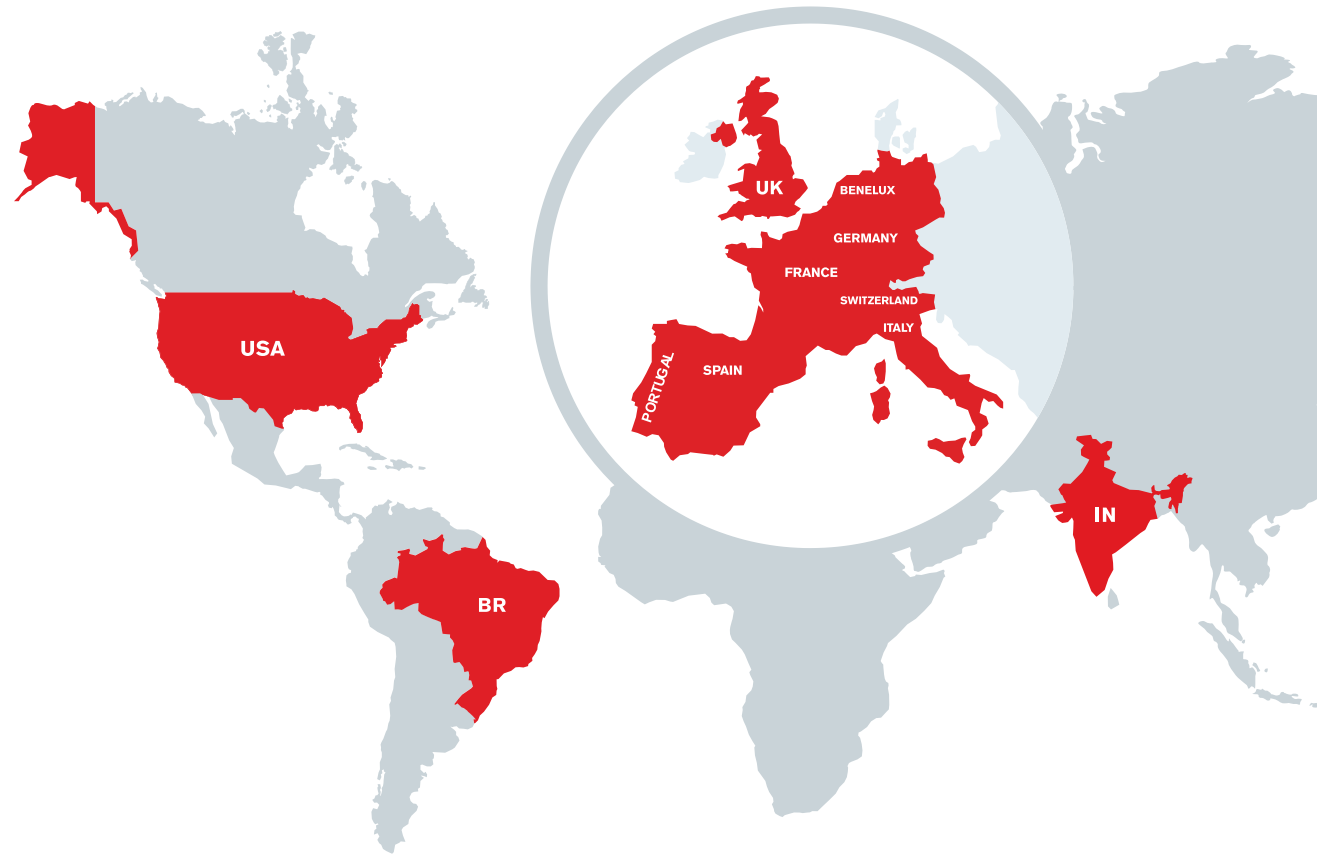 UK
BENELUX
GERMANY
FRANCE
SWITZERLAND
ITALY
USA
PORTUGAL
SPAIN
IN
BR